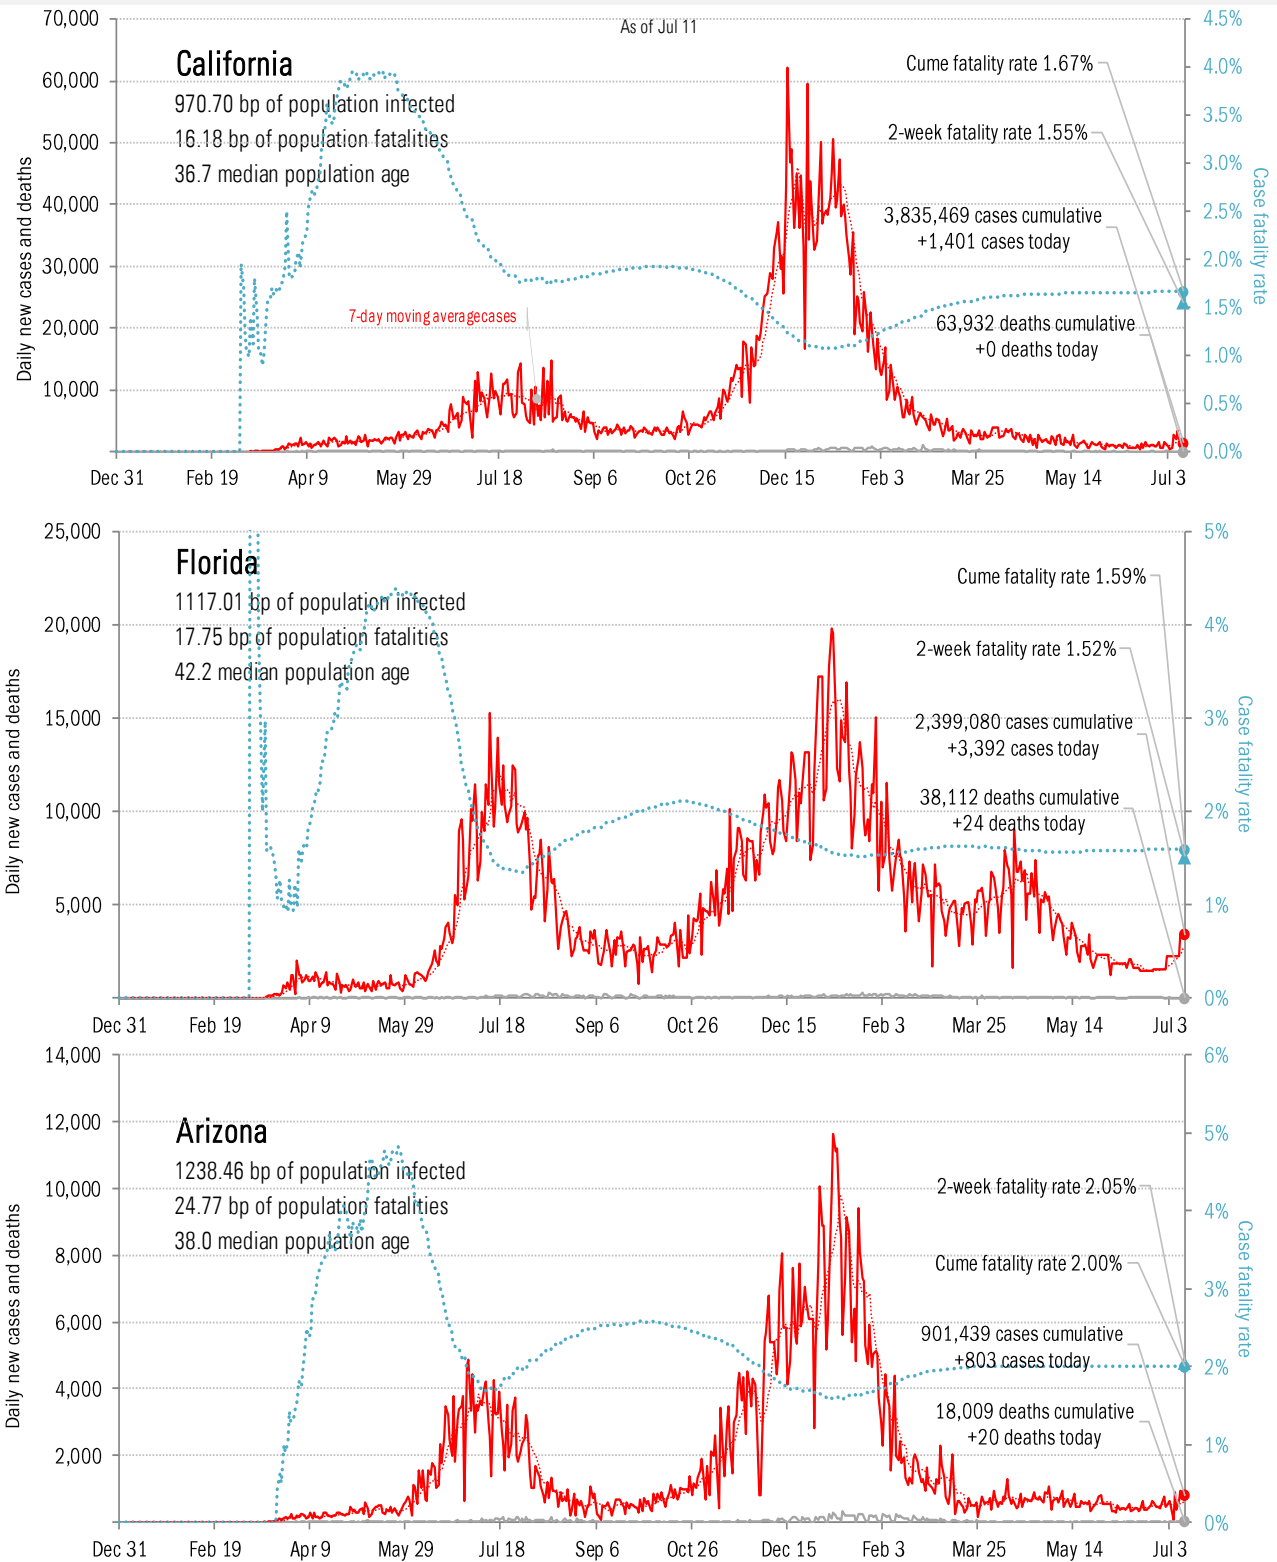 As of Jul 11
California
970.70 bp of population infected
16.18 bp of population fatalities
36.7 median population age
Cume fatality rate 1.67%
2-week fatality rate 1.55%
3,835,469 cases cumulative
+1,401 cases today
63,932 deaths cumulative
+0 deaths today
7-day moving average cases
Daily new cases and deaths
Case fatality rate
70,000
60,000
50,000
40,000
30,000
20,000
10,000
4.5%
4.0%
3.5%
3.0%
2.5%
2.0%
1.5%
1.0%
0.5%
0.0%
Dec 31 Feb 19 Apr 9 May 29 Jul 18 Sep 6 Oct 26 Dec 15 Feb 3 Mar 25 May 14 Jul 3
Florida
1117.01 bp of population infected
17.75 bp of population fatalities
42.2 median population age
Cume fatality rate 1.59%
2-week fatality rate 1.52%
2,399,080 cases cumulative
+3,392 cases today
38,112 deaths cumulative
+24 deaths today
Daily new cases and deaths
Case fatality rate
25,000
20,000
15,000
10,000
5,000
5%
4%
3%
2%
1%
0%
Dec 31 Feb 19 Apr 9 May 29 Jul 18 Sep 6 Oct 26 Dec 15 Feb 3 Mar 25 May 14 Jul 3
Arizona
1238.46 bp of population infected
24.77 bp of population fatalities
38.0 median population age
2-week fatality rate 2.05%
Cume fatality rate 2.00%
901,439 cases cumulative
+803 cases today
18,009 deaths cumulative
+20 deaths today
Daily new cases and deaths
Case fatality rate
14,000
12,000
10,000
8,000
6,000
4,000
2,000
6%
5%
4%
3%
2%
1%
0%
Dec 31 Feb 19 Apr 9 May 29 Jul 18 Sep 6 Oct 26 Dec 15 Feb 3 Mar 25 May 14 Jul 3